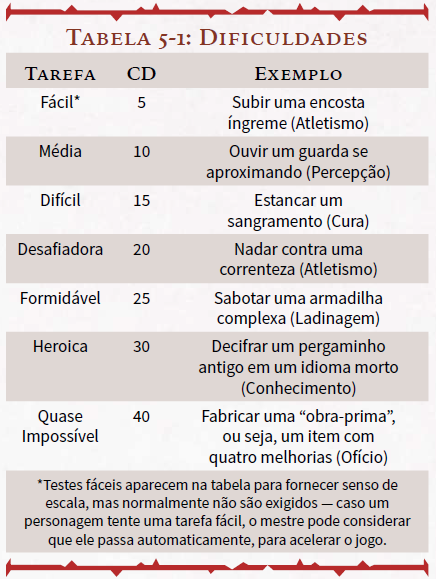 Tabela 5-1: Dificuldades
Tarefa CD Exemplo
Fácil* 5 Subir uma encosta
íngreme (Atletismo)
Média 10 Ouvir um guarda se
aproximando (Percepção)
Difícil 15 Estancar um
sangramento (Cura)
Desafiadora 20 Nadar contra uma
correnteza (Atletismo)
Formidável 25 Sabotar uma armadilha
complexa (Ladinagem)
Heroica 30 Decifrar um pergaminho
antigo em um idioma morto
(Conhecimento)
Quase 40 Fabricar uma “obra-prima”,
Impossível ou seja, um item com
quatro melhorias (Ofício)
*Testes fáceis aparecem na tabela para fornecer senso de
escala, mas normalmente não são exigidos — caso um
personagem tente uma tarefa fácil, o mestre pode considerar
que ele passa automaticamente, para acelerar o jogo.